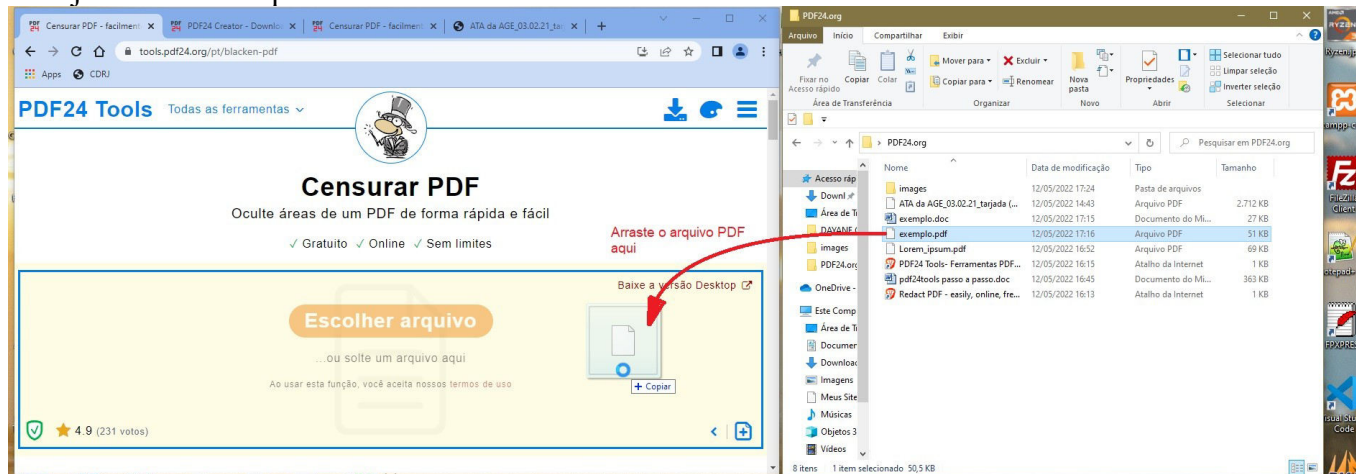 Censurar PDF - facilment
PDF24 Creator - Downlo
Censurar PDF - facilment
ATA da AGE_03.02.21_tar
tools.pdf24.org/pt/blacken-pdf
Apps
CDRJ
PDF24 Tools
Todas as ferramentas
Censurar PDF
Oculte áreas de um PDF de forma rápida e fácil
✓ Gratuito ✓ Online ✓ Sem limites
Arraste o arquivo PDF
aqui
Baixe a versão Desktop
Escolher arquivo
...ou solte um arquivo aqui
Ao usar esta função, você aceita nossos termos de uso
+ Copiar
4.9 (231 votos)
PDF24.org
Arquivo Início Compartilhar Exibir
Fixar no
Acesso rápido
Copiar
Colar
Mover para
Copiar para
Excluir
Renomear
Nova
pasta
Propriedades
Selecionar tudo
Limpar seleção
Inverter seleção
Área de Transferência
Organizar
Novo
Abrir
Selecionar
PDF24.org
Pesquisar em PDF24.org
Nome Data de modificação Tipo Tamanho
images 12/05/2022 17:24 Pasta de arquivos
ATA da AGE_03.02.21_tarjada (... 12/05/2022 14:43 Arquivo PDF 2.712 KB
exemplo.doc 12/05/2022 17:15 Documento do Mi... 27 KB
exemplo.pdf 12/05/2022 17:16 Arquivo PDF 51 KB
Lorem_ipsum.pdf 12/05/2022 16:52 Arquivo PDF 69 KB
PDF24 Tools- Ferramentas PDF... 12/05/2022 16:15 Atalho da Internet 1 KB
pdf24tools passo a passo.doc 12/05/2022 16:45 Documento do Mi... 363 KB
Redact PDF - easily, online, fre... 12/05/2022 16:13 Atalho da Internet 1 KB
Acesso ráp
Downl
Área de T
DAYANE
images
PDF24.org
OneDrive -
Este Comp
Área de T
Documer
Downloac
Imagens
Meus Site
Músicas
Objetos 3
Vídeos
8 itens 1 item selecionado 50,5 KB
RYZEN
Ryzen.j
FileZilla
Client
Code